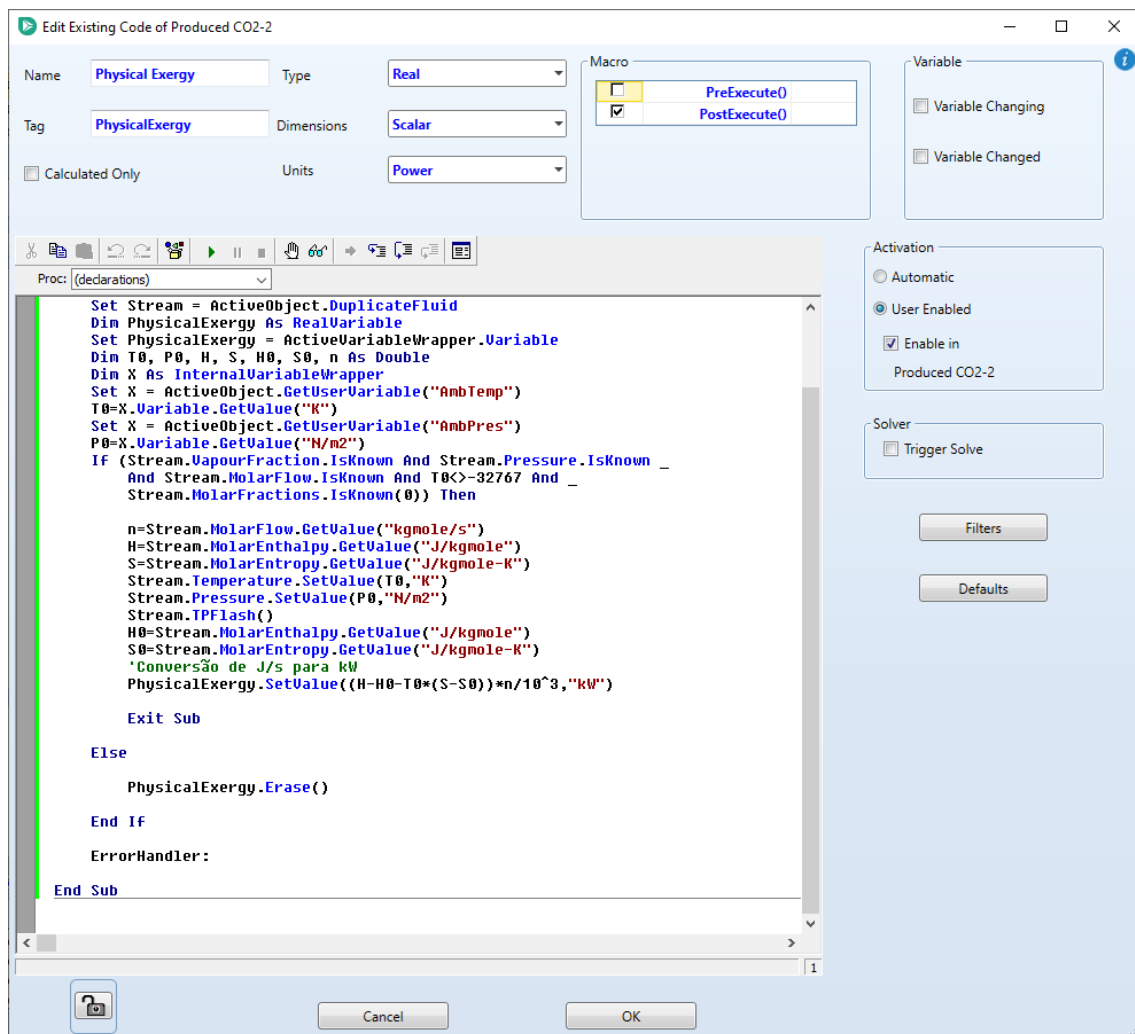 Edit Existing Code of Produced CO2-2
Name
Physical Exergy
Type
Real
Tag
PhysicalExergy
Dimensions
Scalar
Calculated Only
Units
Power
Macro
PreExecute()
PostExecute()
Variable
Variable Changing
Variable Changed
i
Proc: (declarations)
Set Stream = ActiveObject.DuplicateFluid
Dim PhysicalExergy As RealVariable
Set PhysicalExergy = ActiveVariableWrapper.Variable
Dim T0, P0, H, S, H0, S0, n As Double
Dim X As InternalVariableWrapper
Set X = ActiveObject.GetUserVariable("AmbTemp")
T0=X.Variable.GetValue("K")
Set X = ActiveObject.GetUserVariable("AmbPres")
P0=X.Variable.GetValue("N/m2")
If (Stream.VapourFraction.IsKnown And Stream.Pressure.IsKnown _
And Stream.MolarFlow.IsKnown And T0<>-32767 And _
Stream.MolarFractions.IsKnown(0)) Then
n=Stream.MolarFlow.GetValue("kgmole/s")
H=Stream.MolarEnthalpy.GetValue("J/kgmole")
S=Stream.MolarEntropy.GetValue("J/kgmole-K")
Stream.Temperature.SetValue(T0,"K")
Stream.Pressure.SetValue(P0,"N/m2")
Stream.TPFlash()
H0=Stream.MolarEnthalpy.GetValue("J/kgmole")
S0=Stream.MolarEntropy.GetValue("J/kgmole-K")
'Conversão de J/s para kW
PhysicalExergy.SetValue((H-H0-T0*(S-S0))*n/10^3,"kW")
Exit Sub
Else
PhysicalExergy.Erase()
End If
ErrorHandler:
End Sub
1
Activation
Automatic
User Enabled
Enable in
Produced CO2-2
Solver
Trigger Solve
Filters
Defaults
Cancel
OK